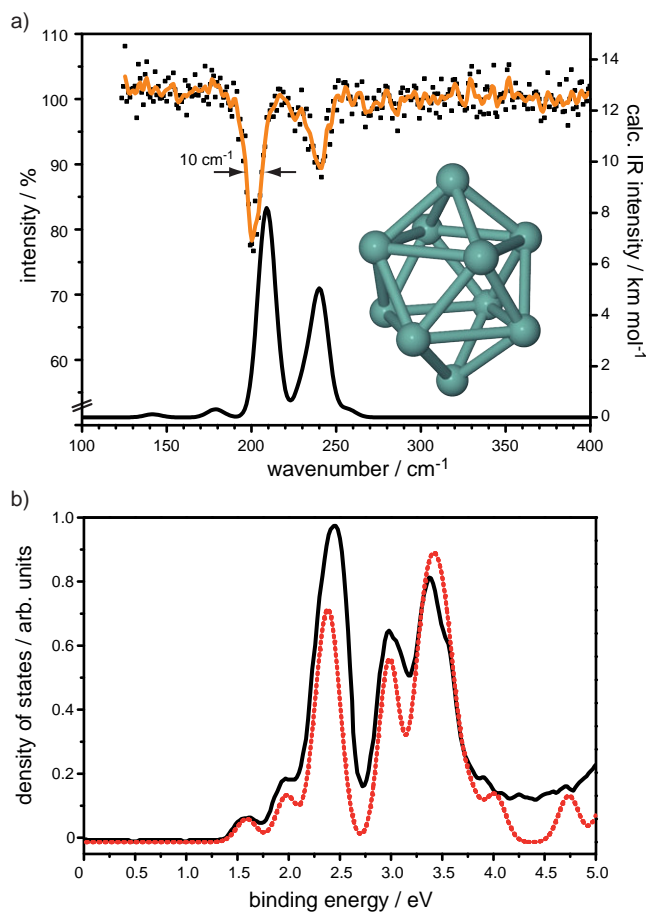 a)
110
100
90
80
70
60
intensity / %
10 cm-1
14
12
10
8
6
4
2
0
calc. IR intensity / km mol-1
100 150 200 250 300 350 400
wavenumber / cm-1
b)
1.0
0.8
0.6
0.4
0.2
0
density of states / arb. units
0 0.5 1.0 1.5 2.0 2.5 3.0 3.5 4.0 4.5 5.0
binding energy / eV